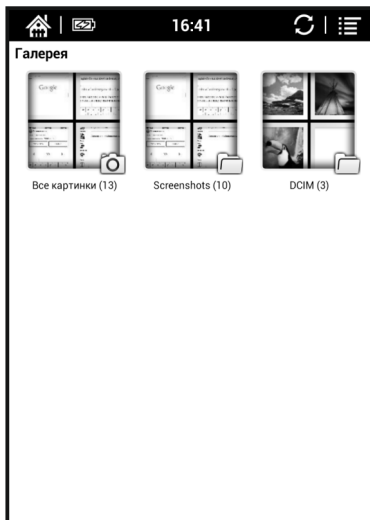 16:41
Галерея
Все картинки (13)
Screenshots (10)
DCIM (3)